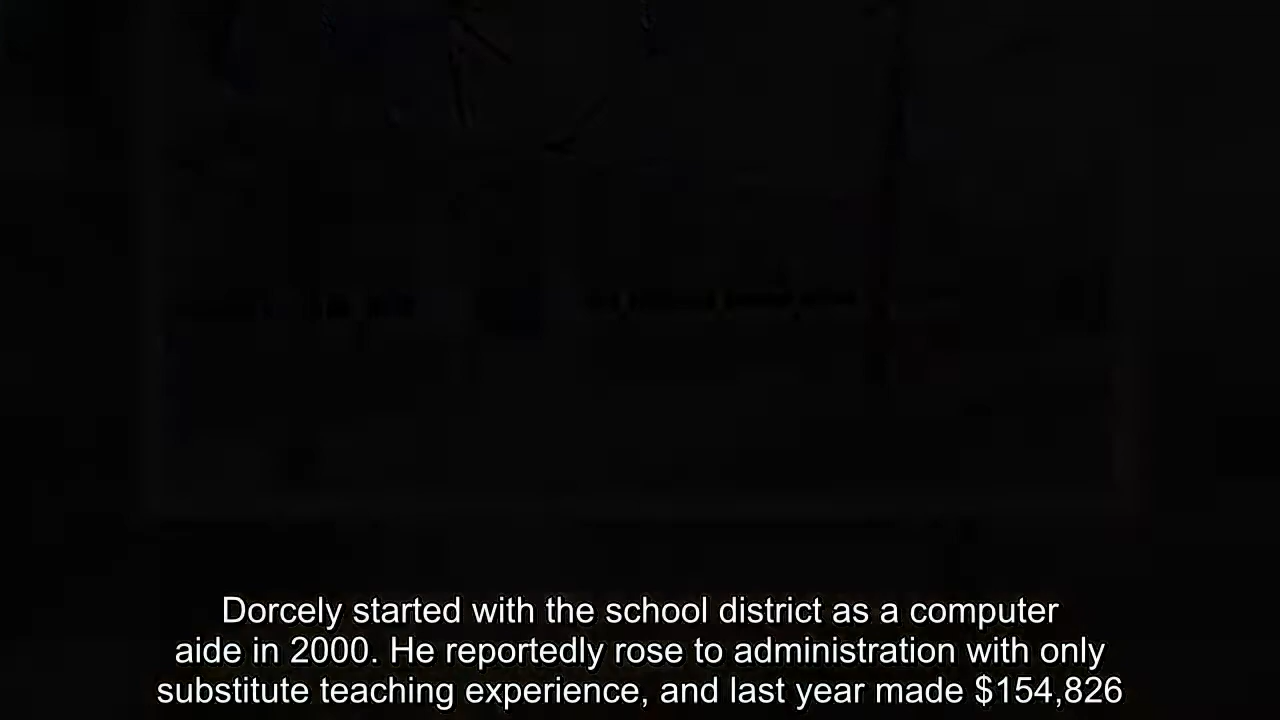 Dorcely started with the school district as a computer
aide in 2000. He reportedly rose to administration with only
substitute teaching experience, and last year made $154,826